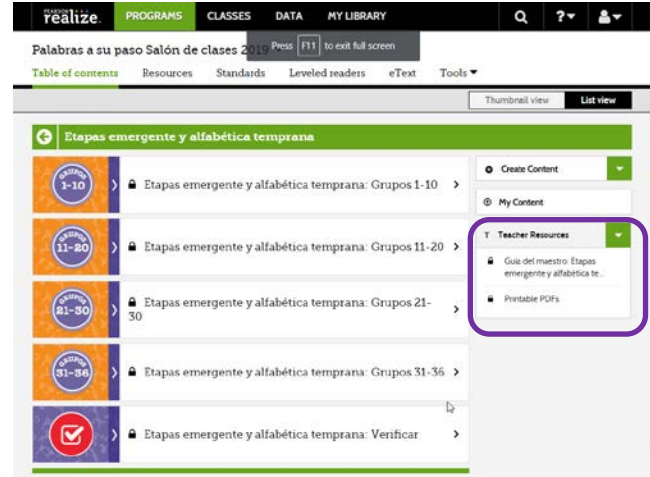 PEARSON
realize. PROGRAMS CLASSES DATA MY LIBRARY ?
Palabras a su paso Salón de clases 2019
Press F11 to exit full screen
Table of contents Resources Standards Leveled readers eText Tools
Thumbnail view List view
Etapas emergente y alfabética temprana
GRUPOS
1-10
Etapas emergente y alfabética temprana: Grupos 1-10
GRUPOS
11-20
Etapas emergente y alfabética temprana: Grupos 11-20
GRUPOS
21-30
Etapas emergente y alfabética temprana: Grupos 21-
30
GRUPOS
31-36
Etapas emergente y alfabética temprana: Grupos 31-36
Etapas emergente y alfabética temprana: Verificar
Create Content
My Content
T Teacher Resources
Guía del maestro: Etapas
emergente y alfabética te...
Printable PDFs